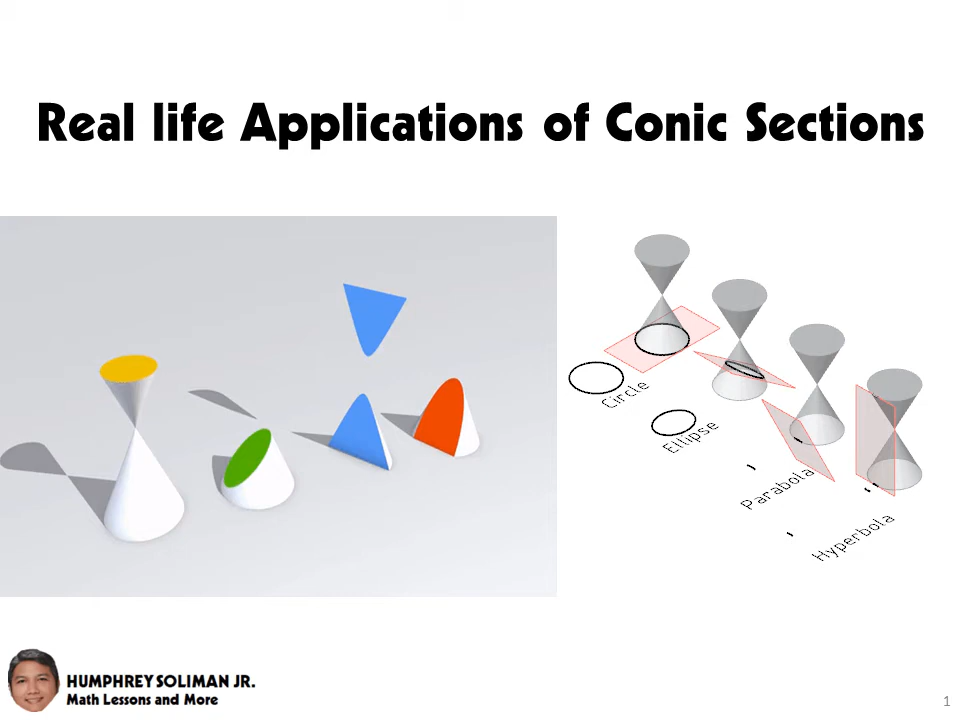 Real life Applications of Conic Sections
Circle
Ellipse
Parabola
Hyperbola
HUMPHREY SOLIMAN JR.
Math Lessons and More
1